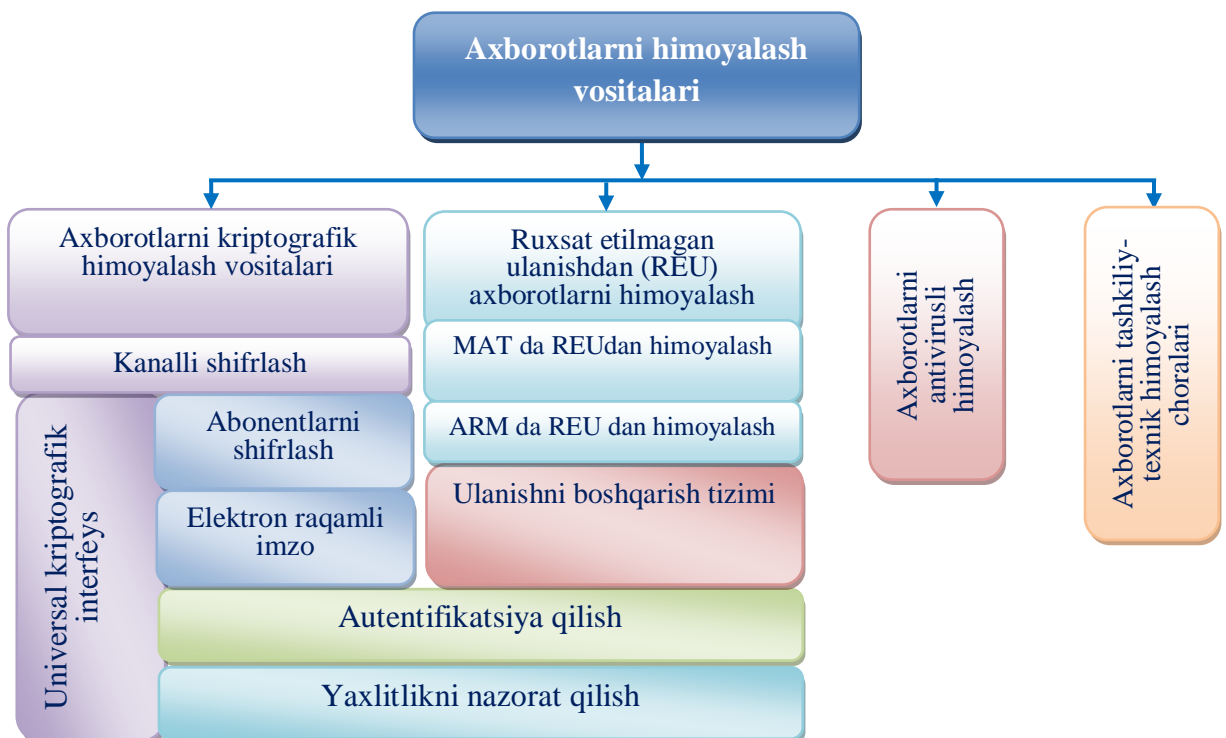 Axborotlarni himoyalash
vositalari
Axborotlarni kriptografik
himoyalash vositalari
Kanalli shifrlash
Universal kriptografik
interfeys
Abonentlarni
shifrlash
Elektron raqamli
imzo
Ruxsat etilmagan
ulanishdan (REU)
axborotlarni himoyalash
MAT da REUdan himoyalash
ARM da REU dan himoyalash
Ulanishni boshqarish tizimi
Autentifikatsiya qilish
Yaxlitlikni nazorat qilish
Axborotlarni
antivirusli
himoyalash
Axborotlarni tashkiliy-
texnik himoyalash
choralari